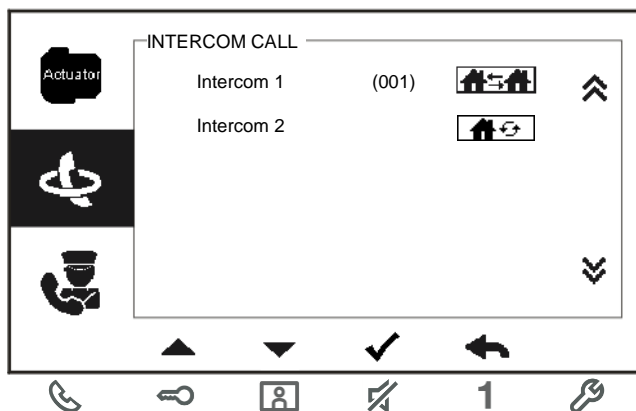 INTERCOM CALL
Actuator
Intercom 1 (001)
Intercom 2
1